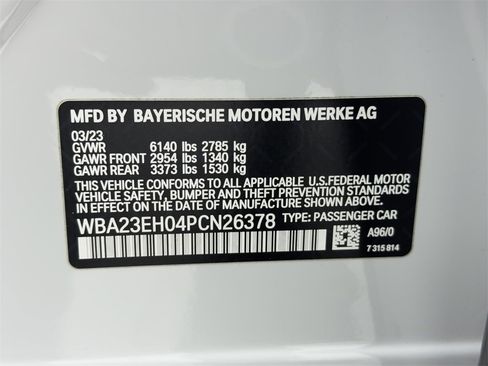 MFD BY BAYERISCHE MOTOREN WERKE AG
03/23
GVWR 6140 lbs 2785 kg
GAWR FRONT 2954 lbs 1340 kg
GAWR REAR 3373 lbs 1530 kg
THIS VEHICLE CONFORMS TO ALL APPLICABLE U.S.FEDERAL MOTOR
VEHICLE SAFETY, BUMPER AND THEFT PREVENTION STANDARDS
IN EFFECT ON THE DATE OF MANUFACTURE SHOWN ABOVE.
WBA23EH04PCN26378 TYPE: PASSENGER CAR
A96/0
7 315 814